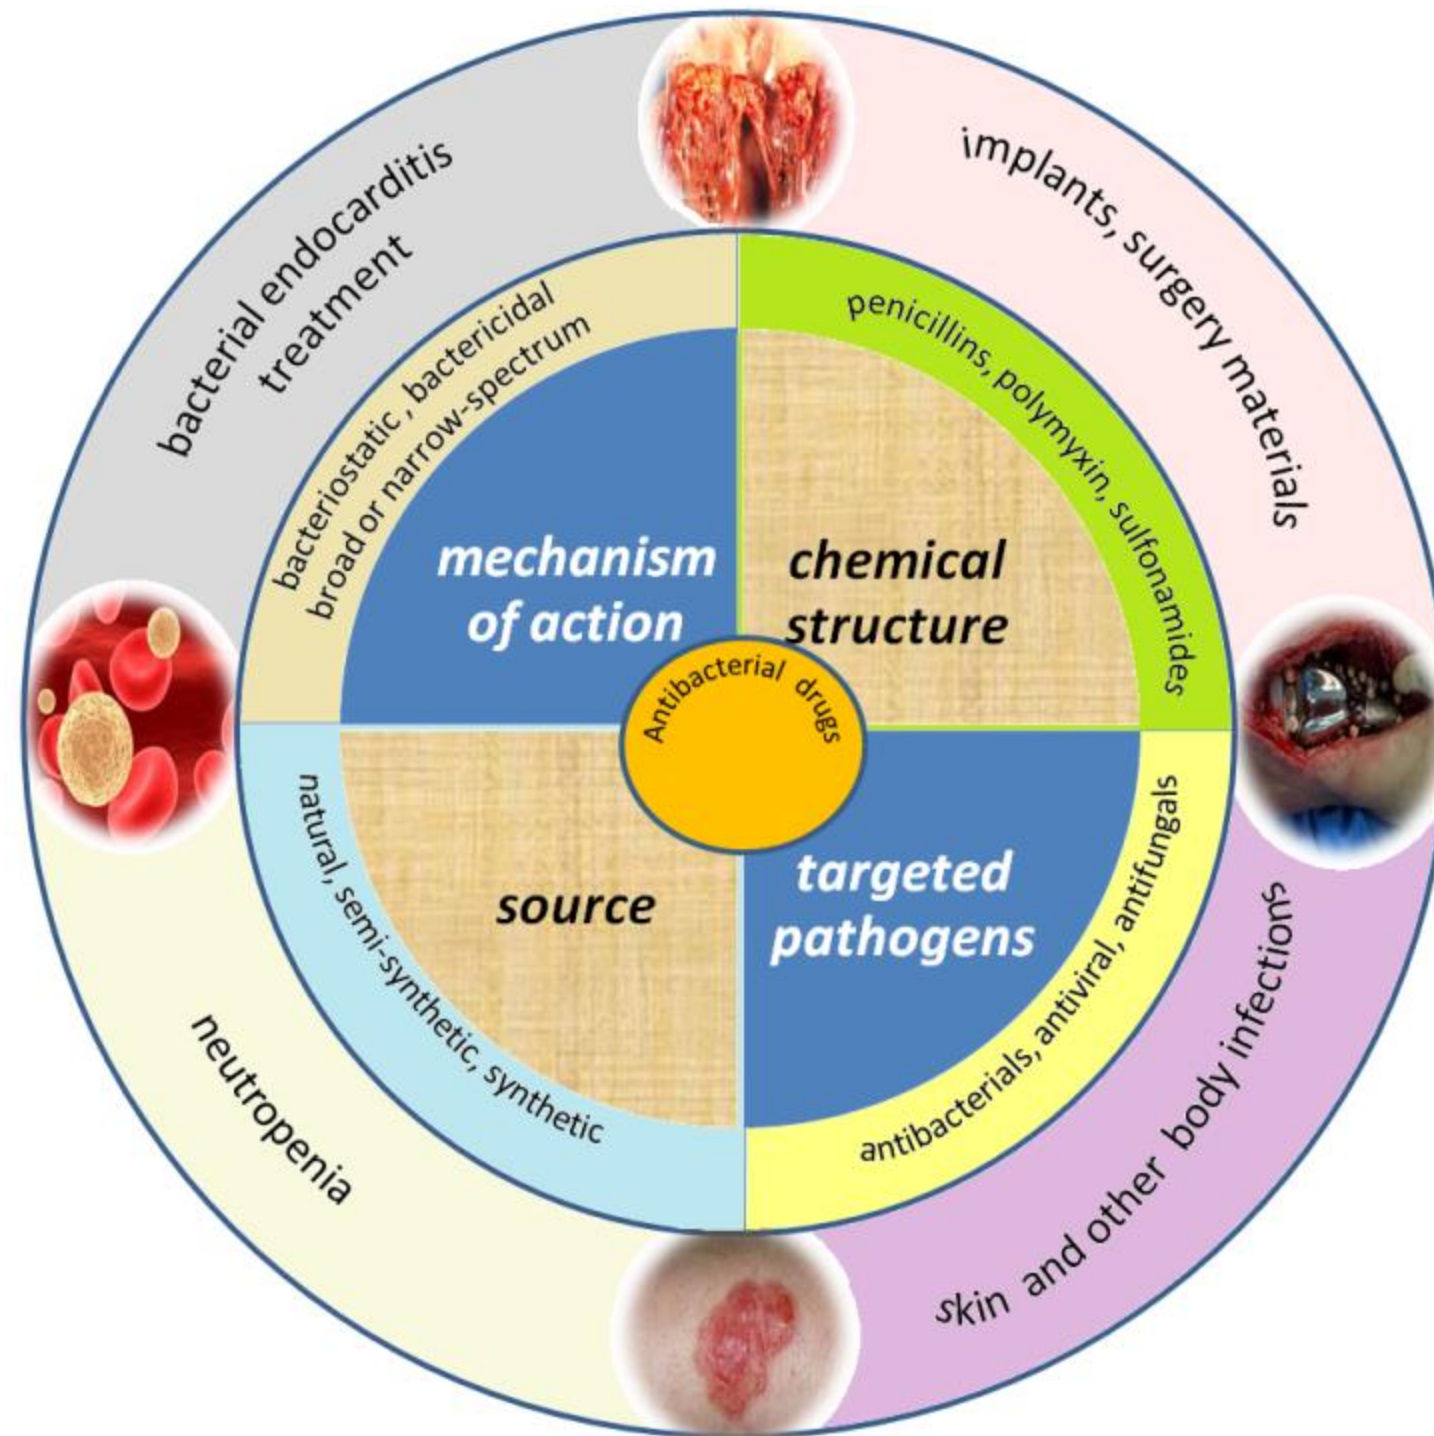 bacterial endocarditis
treatment
implants, surgery materials
bacteriostatic, bactericidal
broad or narrow-spectrum
penicillins, polymyxin, sulfonamides
mechanism
of action
chemical
structure
Antibacterial drugs
source
targeted
pathogens
natural, semi-synthetic, synthetic
antibacterials, antiviral, antifungals
neutropenia
skin and other body infections